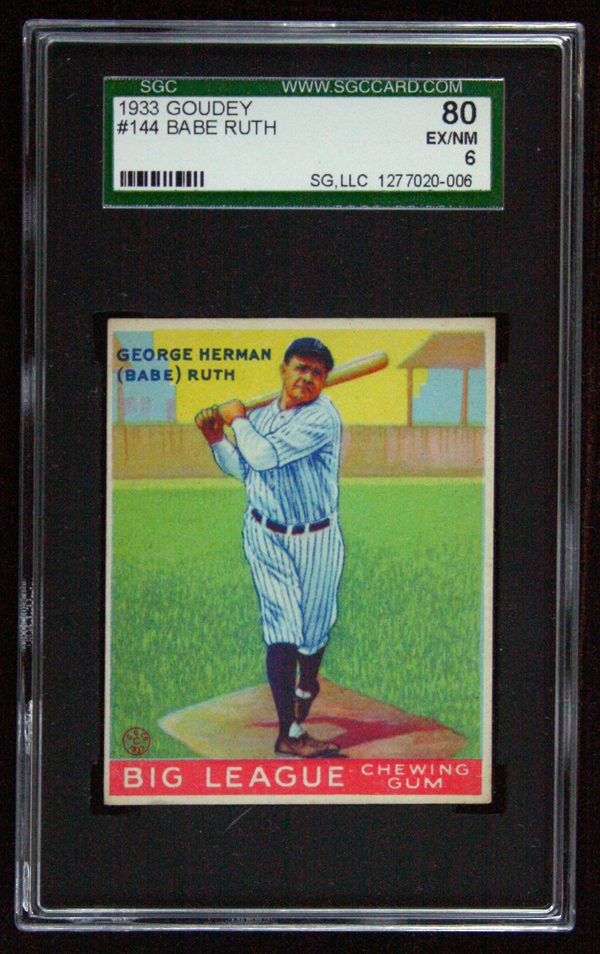 SGC WWW.SGCCARD.COM
1933 GOUDEY 80
#144 BABE RUTH EX/NM
6
SG,LLC 1277020-006
GEORGE HERMAN
(BABE) RUTH
BIG LEAGUE CHEWING
GUM